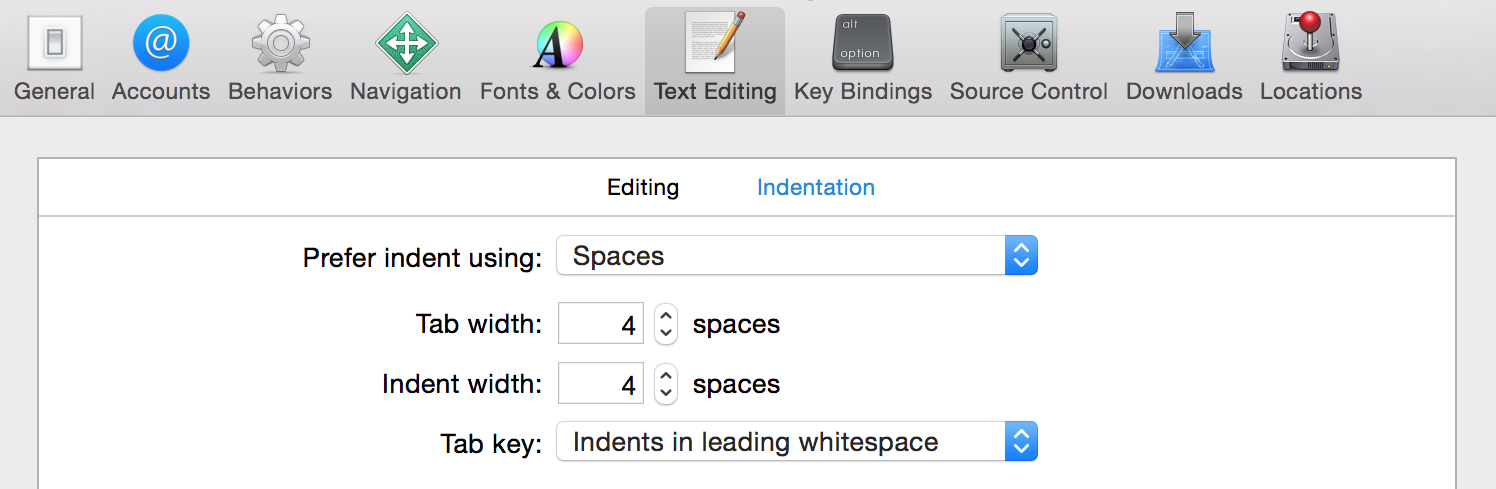 alt
option
General Accounts Behaviors Navigation Fonts & Colors Text Editing Key Bindings Source Control Downloads Locations
Editing Indentation
Prefer indent using: Spaces
Tab width: 4 spaces
Indent width: 4 spaces
Tab key: Indents in leading whitespace